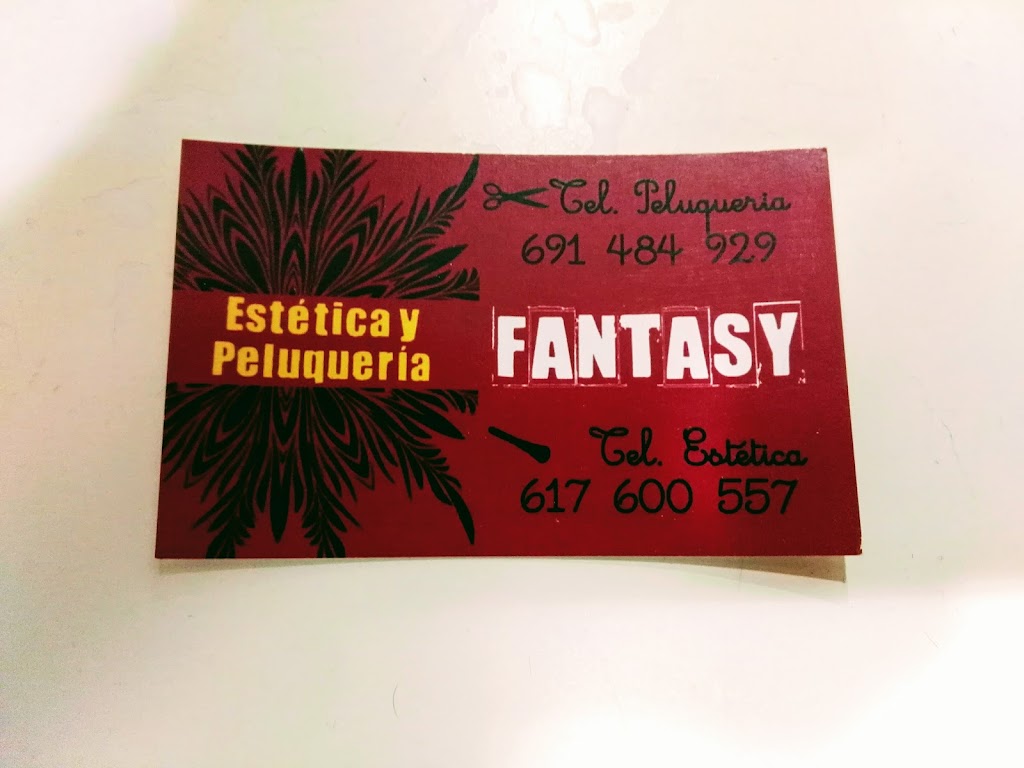 Estética y
Peluquería
Tel. Peluqueria
691 484 929
FANTASY
Tel. Estética
617 600 557